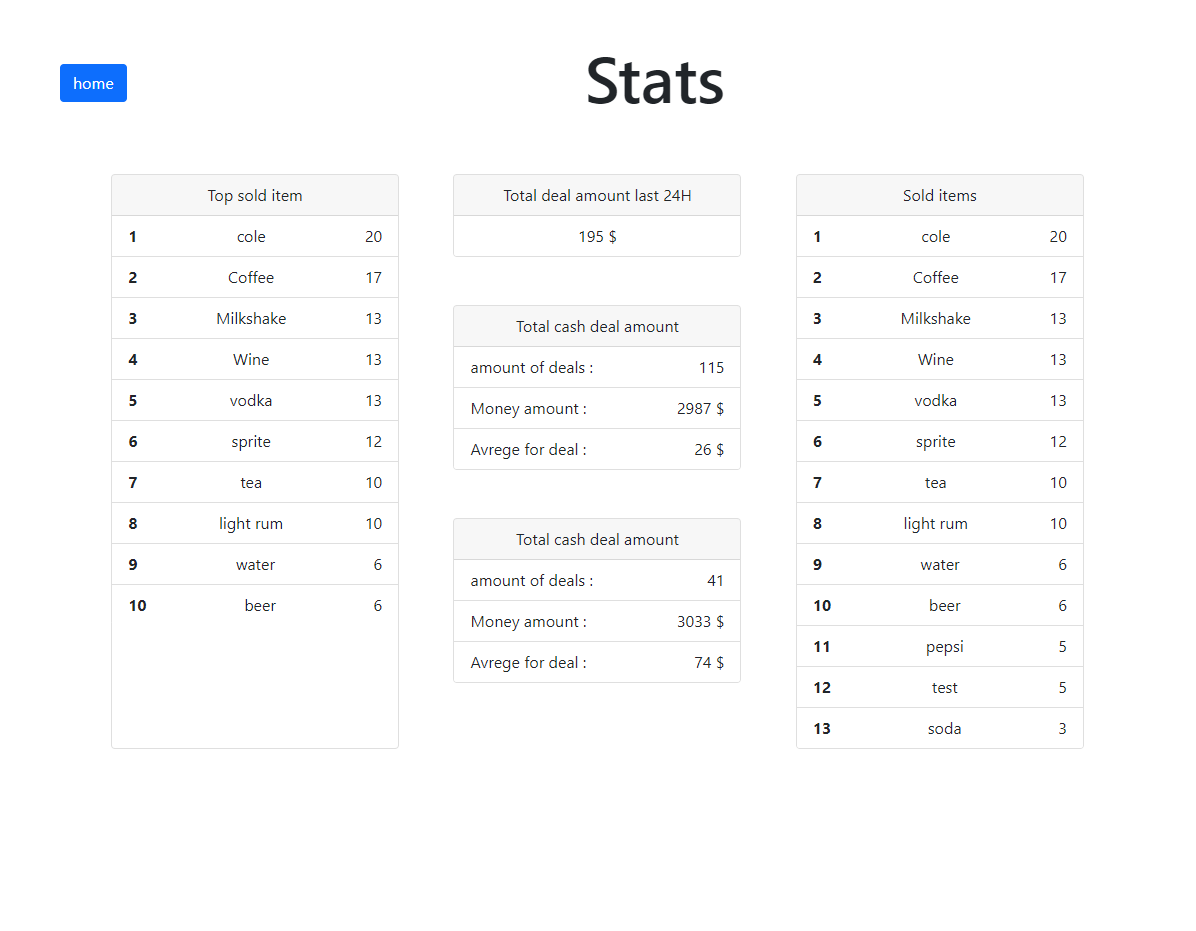 home
Stats
Top sold item
1 cole 20
2 Coffee 17
3 Milkshake 13
4 Wine 13
5 vodka 13
6 sprite 12
7 tea 10
8 light rum 10
9 water 6
10 beer 6
Total deal amount last 24H
195 $
Total cash deal amount
amount of deals : 115
Money amount : 2987 $
Avrege for deal : 26 $
Total cash deal amount
amount of deals : 41
Money amount : 3033 $
Avrege for deal : 74 $
Sold items
1 cole 20
2 Coffee 17
3 Milkshake 13
4 Wine 13
5 vodka 13
6 sprite 12
7 tea 10
8 light rum 10
9 water 6
10 beer 6
11 pepsi 5
12 test 5
13 soda 3